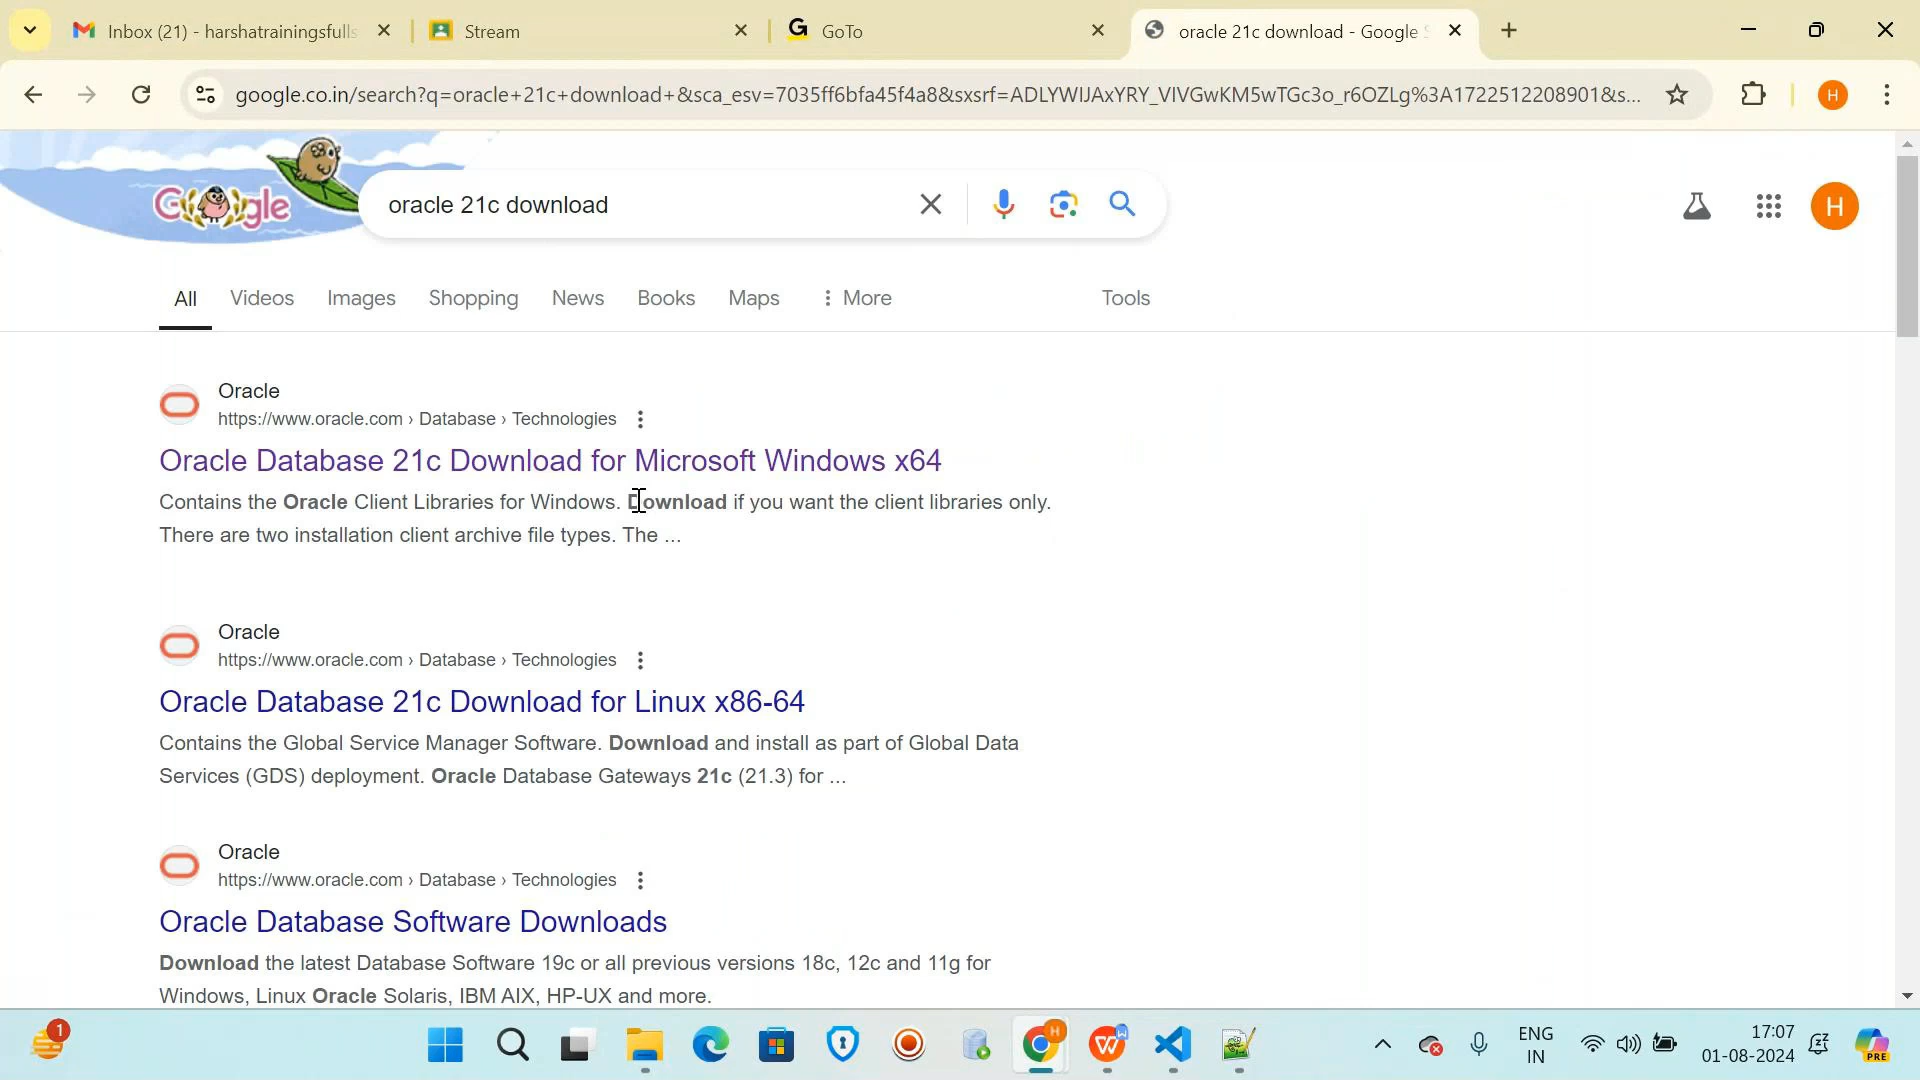 Inbox (21) - harshatrainingsfulls
Stream
GoTo
oracle 21c download - Google S
google.co.in/search?q=oracle+21c+download+&sca_esv=7035ff6bfa45f4a8&sxsrf=ADLYWIJAxYRY_VIVGwKM5wTGc3o_r6OZLg%3A1722512208901&s...
H
Google
oracle 21c download
H
All
Videos
Images
Shopping
News
Books
Maps
More
Tools
Oracle
https://www.oracle.com › Database › Technologies
Oracle Database 21c Download for Microsoft Windows x64
Contains the Oracle Client Libraries for Windows. Download if you want the client libraries only.
There are two installation client archive file types. The ...
Oracle
https://www.oracle.com › Database › Technologies
Oracle Database 21c Download for Linux x86-64
Contains the Global Service Manager Software. Download and install as part of Global Data
Services (GDS) deployment. Oracle Database Gateways 21c (21.3) for ...
Oracle
https://www.oracle.com › Database › Technologies
Oracle Database Software Downloads
Download the latest Database Software 19c or all previous versions 18c, 12c and 11g for
Windows, Linux Oracle Solaris, IBM AIX, HP-UX and more.
1
H
W
ENG
IN
17:07
01-08-2024
PRE